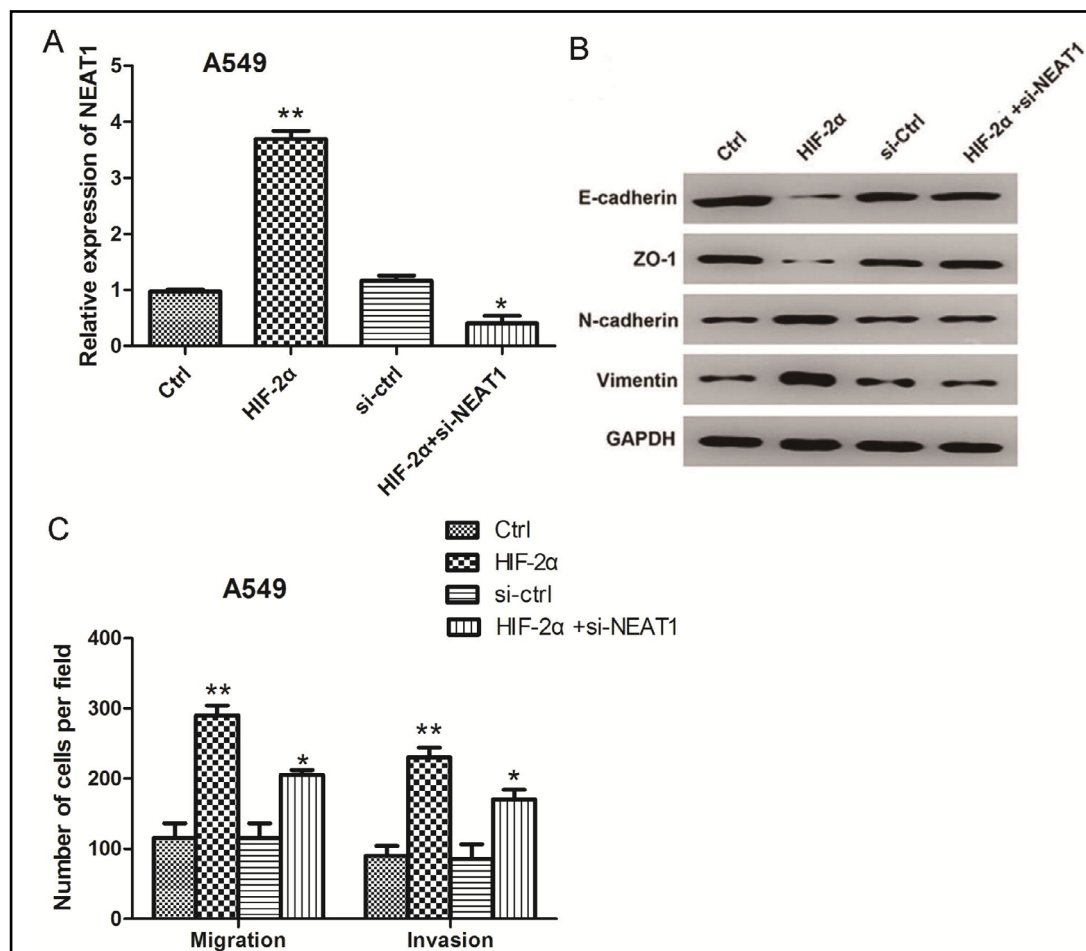 A
A549
Relative expression of NEAT1
5
4
3
2
1
0
**
*
Ctrl
HIF-2α
si-ctrl
HIF-2α+si-NEAT1
B
Ctrl
HIF-2α
si-Ctrl
HIF-2α +si-NEAT1
E-cadherin
ZO-1
N-cadherin
Vimentin
GAPDH
C
Ctrl
HIF-2α
si-ctrl
HIF-2α +si-NEAT1
A549
Number of cells per field
400
300
200
100
0
**
*
**
*
Migration
Invasion